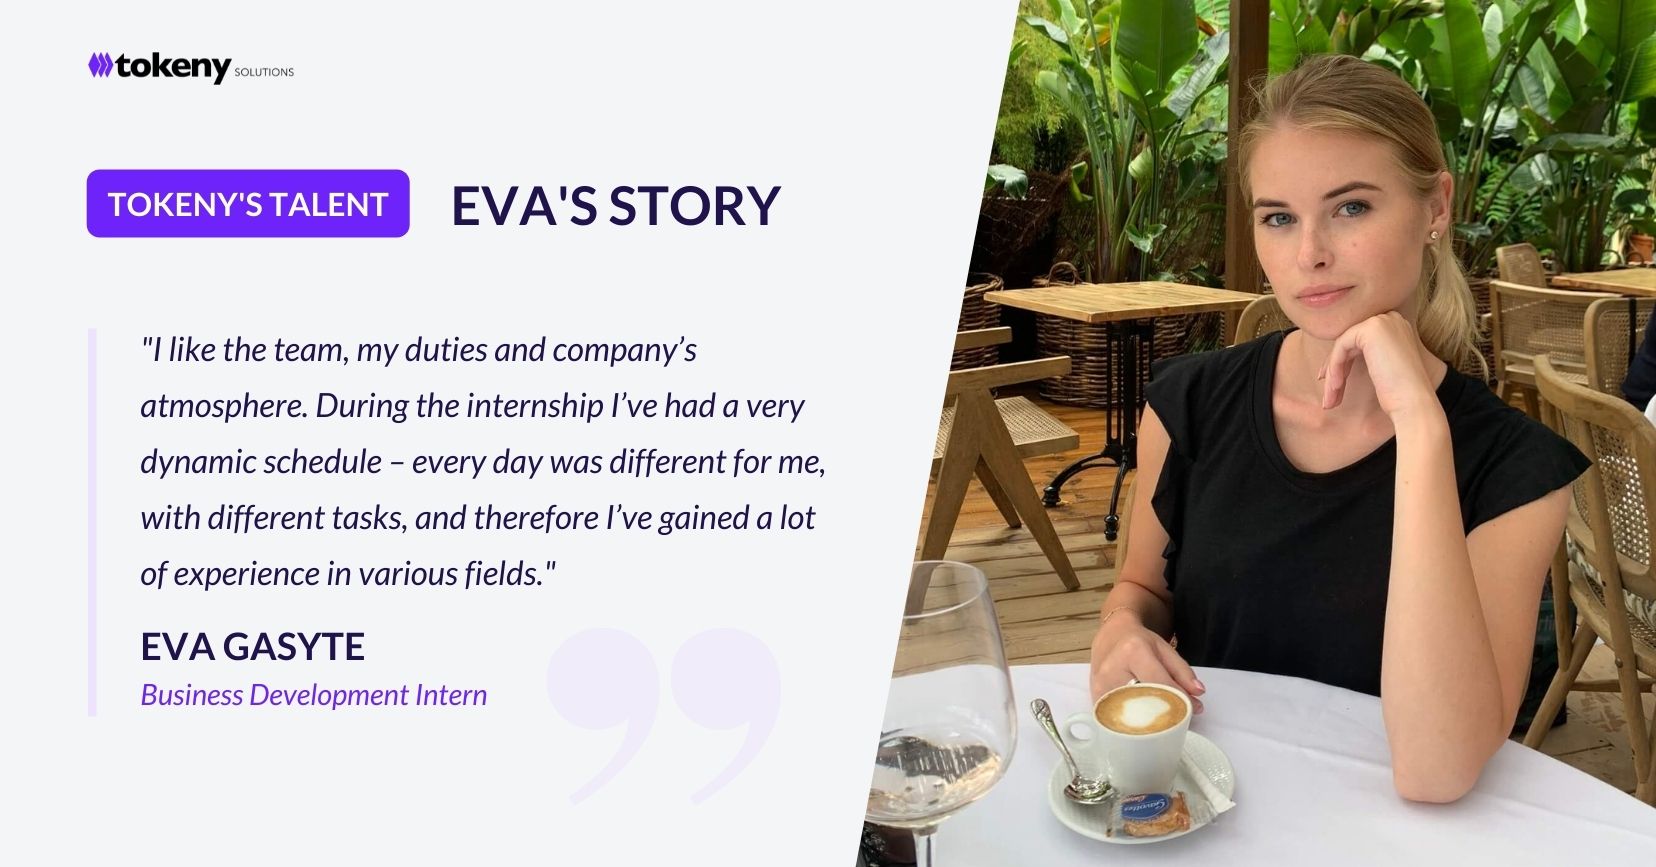 tokeny SOLUTIONS
TOKENY'S TALENT EVA'S STORY
"I like the team, my duties and company’s
atmosphere. During the internship I’ve had a very
dynamic schedule – every day was different for me,
with different tasks, and therefore I’ve gained a lot
of experience in various fields."
EVA GASYTE
Business Development Intern
Gavottes